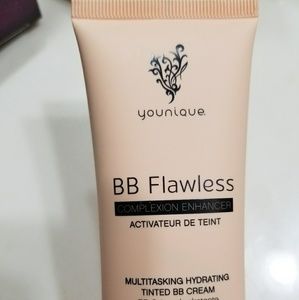 younique
BB Flawless
COMPLEXION ENHANCER
ACTIVATEUR DE TEINT
MULTITASKING HYDRATING
TINTED BB CREAM